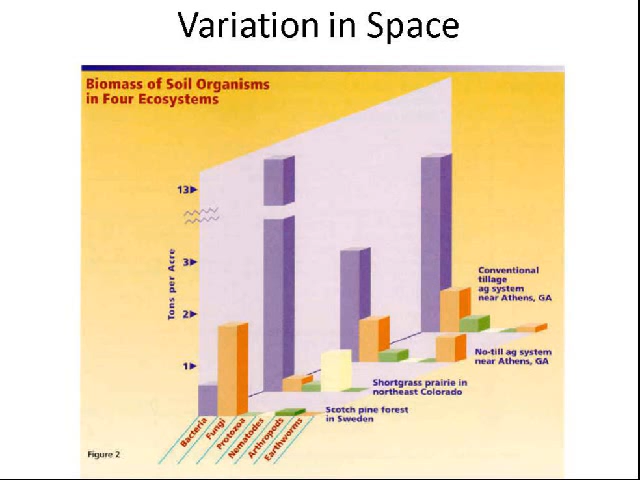 Variation in Space
Biomass of Soil Organisms
in Four Ecosystems
13
3
2
1
Tons per Acre
Conventional
tillage
ag system
near Athens, GA
No-till ag system
near Athens, GA
Shortgrass prairie in
northeast Colorado
Scotch pine forest
in Sweden
Bacteria
Fungi
Protozoa
Nematodes
Arthropods
Earthworms
Figure 2